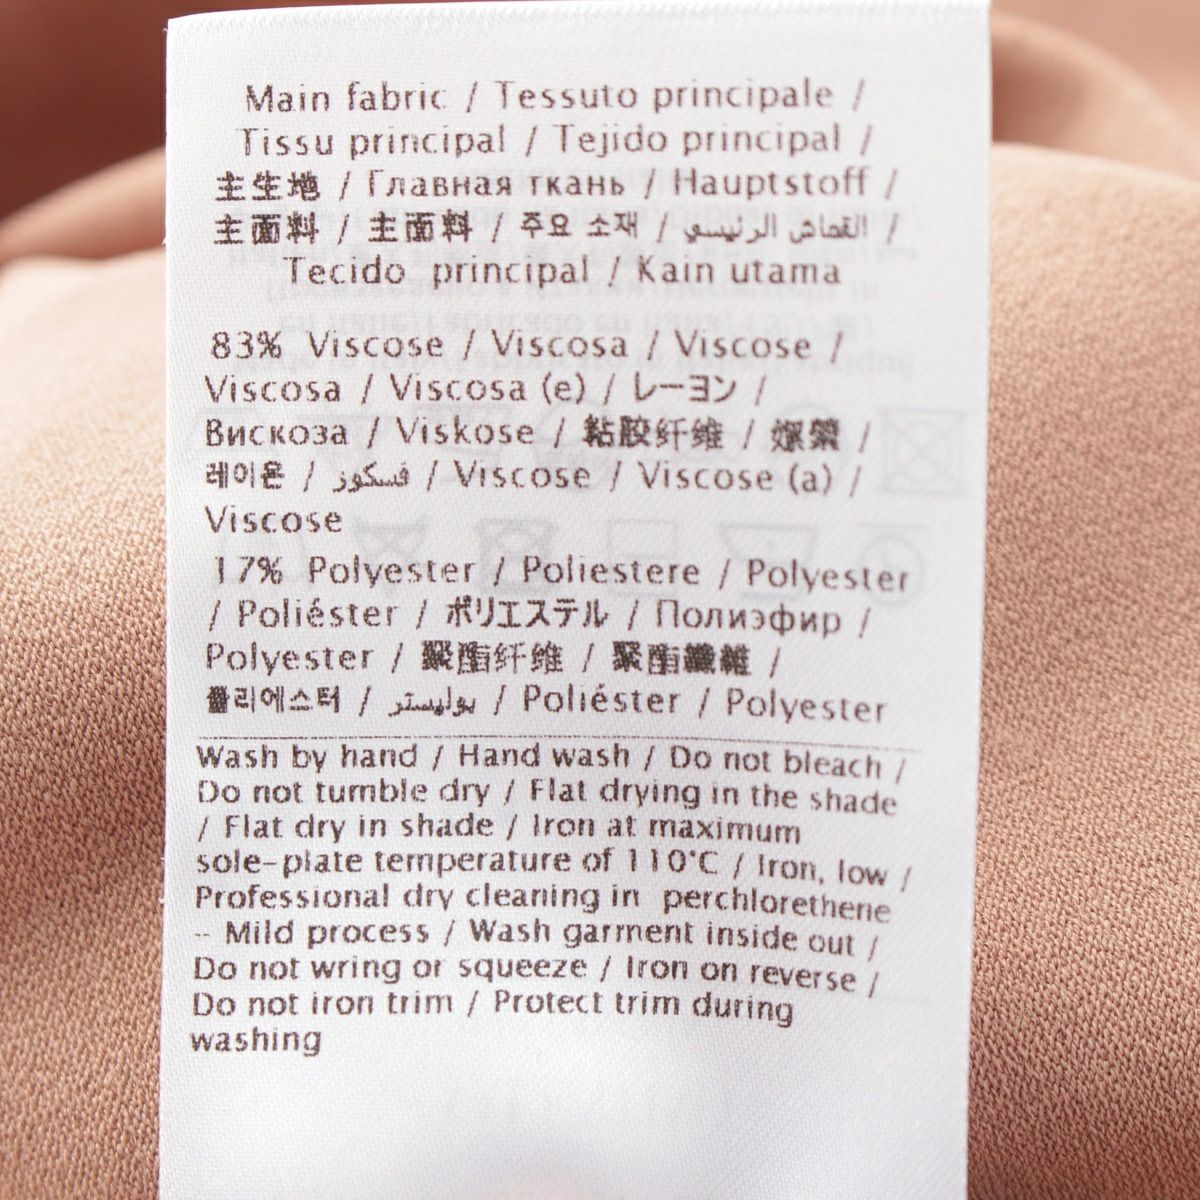 Main fabric / Tessuto principale /
Tissu principal / Tejido principal /
主生地 / Главная ткань / Hauptstoff /
主面料 / 主面料 / 주요 소재 / القماش الرئيسي /
Tecido principal / Kain utama
83% Viscose / Viscosa / Viscose /
Viscosa / Viscosa (e) / レーヨン /
Вискоза / Viskose / 粘胶纤维 / 嫘縈 /
레이온 / فسكوز / Viscose / Viscose (a) /
Viscose
17% Polyester / Poliestere / Polyester
/ Poliéster / ポリエステル / Полиэфир /
Polyester / 聚酯纤维 / 聚酯纖維 /
폴리에스터 / بوليستر / Poliéster / Polyester
Wash by hand / Hand wash / Do not bleach /
Do not tumble dry / Flat drying in the shade
/ Flat dry in shade / Iron at maximum
sole-plate temperature of 110°C / Iron, low /
Professional dry cleaning in perchlorethene
-- Mild process / Wash garment inside out /
Do not wring or squeeze / Iron on reverse /
Do not iron trim / Protect trim during
washing